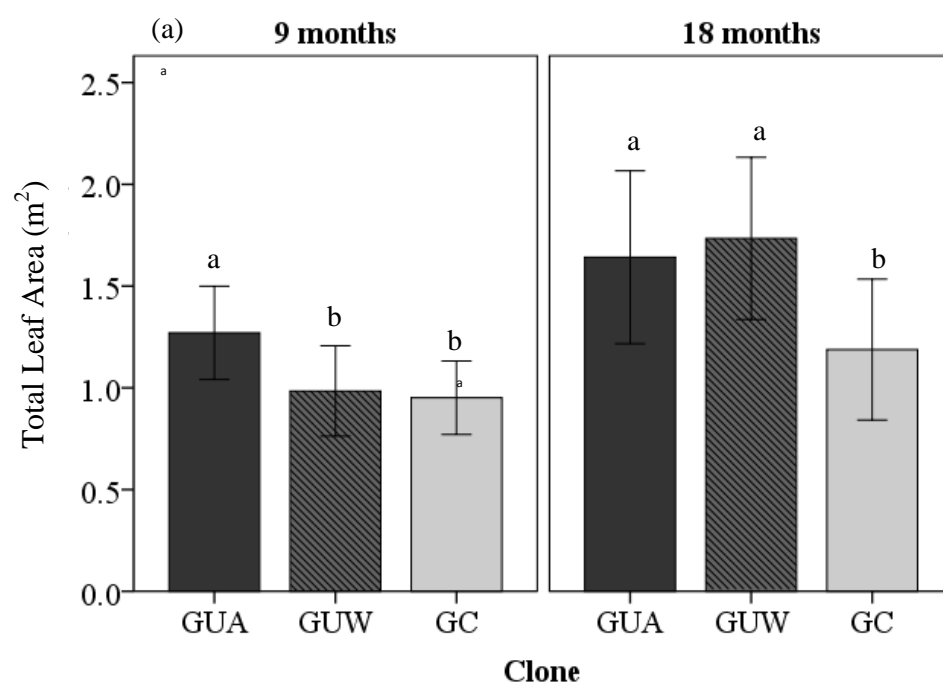 (a)
9 months
18 months
Total Leaf Area (m²)
2.5
2.0
1.5
1.0
0.5
0.0
a
a
b
b
a
a
a
b
GUA GUW GC
GUA GUW GC
Clone